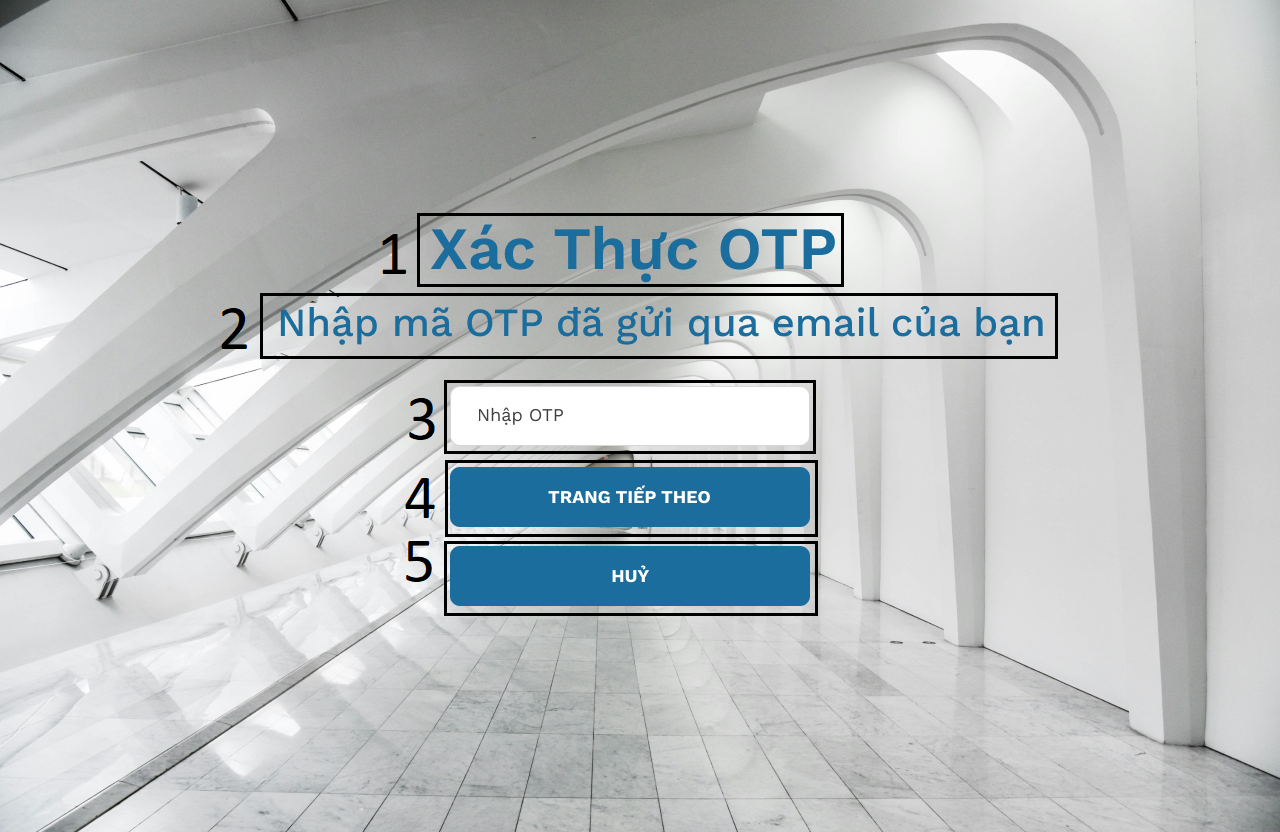 1 Xác Thực OTP
2 Nhập mã OTP đã gửi qua email của bạn
3 Nhập OTP
4 TRANG TIẾP THEO
5 HUỶ